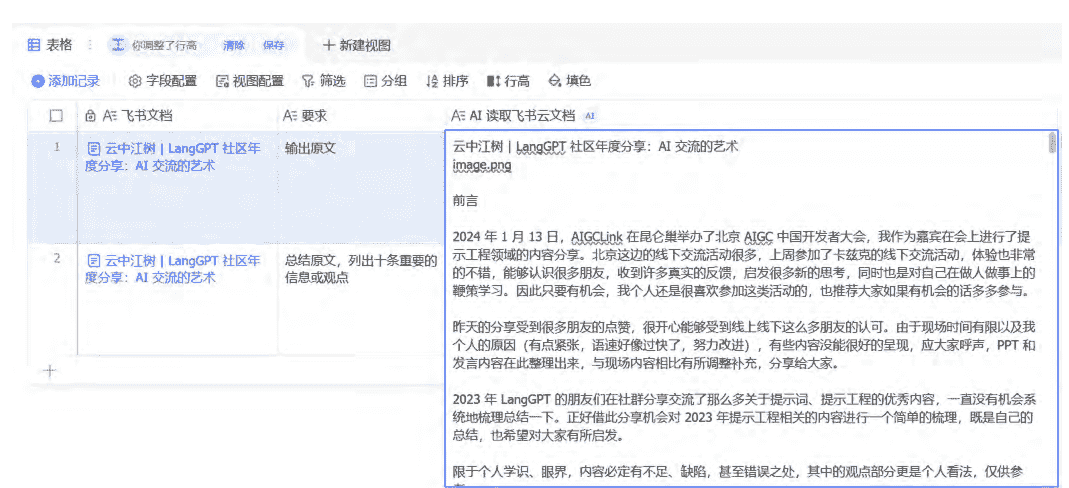 表格 你调整了行高 清除 保存 + 新建视图
添加记录 字段配置 视图配置 筛选 分组 排序 行高 填色
飞书文档 要求 AI 读取飞书云文档 AI
1
云中江树 | LangGPT 社区年
度分享：AI 交流的艺术
输出原文
2
云中江树 | LangGPT 社区年
度分享：AI 交流的艺术
总结原文，列出十条重要的
信息或观点
云中江树 | LangGPT 社区年度分享：AI 交流的艺术
image.png
前言
2024 年 1 月 13 日，AIGCLink 在昆仑巢举办了北京 AIGC 中国开发者大会，我作为嘉宾在会上进行了提
示工程领域的内容分享。北京这边的线下交流活动很多，上周参加了卡兹克的线下交流活动，体验也非常
的不错，能够认识很多朋友，收到许多真实的反馈，启发很多新的思考，同时也是对自己在做人做事上的
鞭策学习。因此只要有机会，我个人还是很喜欢参加这类活动的，也推荐大家如果有机会的话多多参与。
昨天的分享受到很多朋友的点赞，很开心能够受到线上线下这么多朋友的认可。由于现场时间有限以及我
个人的原因（有点紧张，语速好像过快了，努力改进），有些内容没能很好的呈现，应大家呼声，PPT 和
发言内容在此整理出来，与现场内容相比有所调整补充，分享给大家。
2023 年 LangGPT 的朋友们在社群分享交流了那么多关于提示词、提示工程的优秀内容，一直没有机会系
统地梳理总结一下。正好借此分享机会对 2023 年提示工程相关的内容进行一个简单的梳理，既是自己的
总结，也希望对大家有所启发。
限于个人学识、眼界，内容必定有不足、缺陷，甚至错误之处，其中的观点部分更是个人看法，仅供参